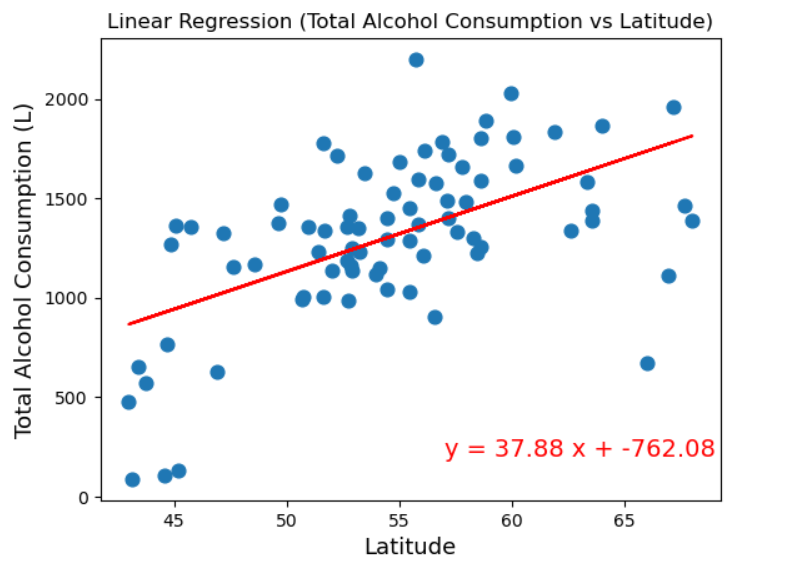 Linear Regression (Total Alcohol Consumption vs Latitude)
Total Alcohol Consumption (L)
2000
1500
1000
500
0
y = 37.88 x + -762.08
45 50 55 60 65
Latitude